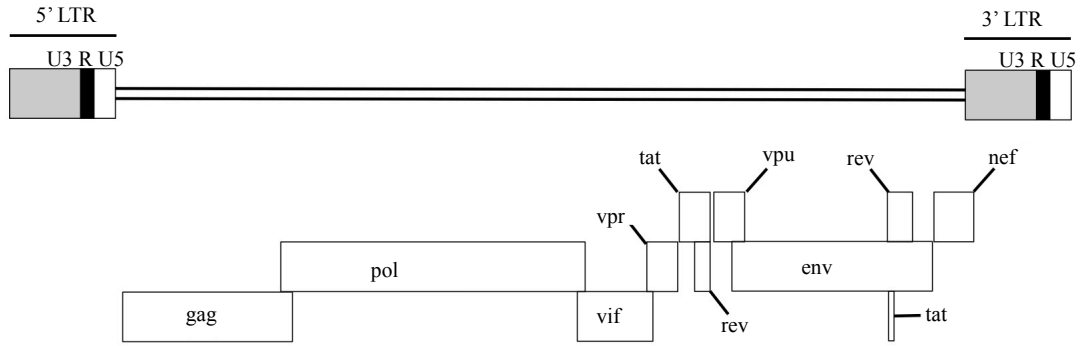 5’ LTR
3’ LTR
U3 R U5
U3 R U5
tat
vpu
rev
nef
vpr
pol
env
gag
vif
rev
tat